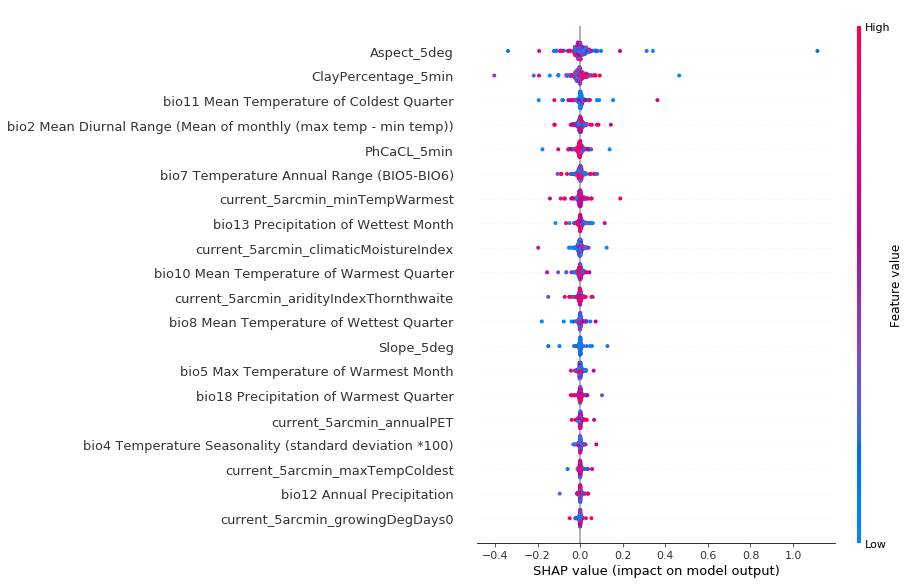 High
Aspect_5deg
ClayPercentage_5min
bio11 Mean Temperature of Coldest Quarter
bio2 Mean Diurnal Range (Mean of monthly (max temp - min temp))
PhCaCL_5min
bio7 Temperature Annual Range (BIO5-BIO6)
current_5arcmin_minTempWarmest
bio13 Precipitation of Wettest Month
current_5arcmin_climaticMoistureIndex
bio10 Mean Temperature of Warmest Quarter
current_5arcmin_aridityIndexThornthwaite
bio8 Mean Temperature of Wettest Quarter
Slope_5deg
bio5 Max Temperature of Warmest Month
bio18 Precipitation of Warmest Quarter
current_5arcmin_annualPET
bio4 Temperature Seasonality (standard deviation *100)
current_5arcmin_maxTempColdest
bio12 Annual Precipitation
current_5arcmin_growingDegDays0
Feature value
Low
−0.4 −0.2 0.0 0.2 0.4 0.6 0.8 1.0
SHAP value (impact on model output)